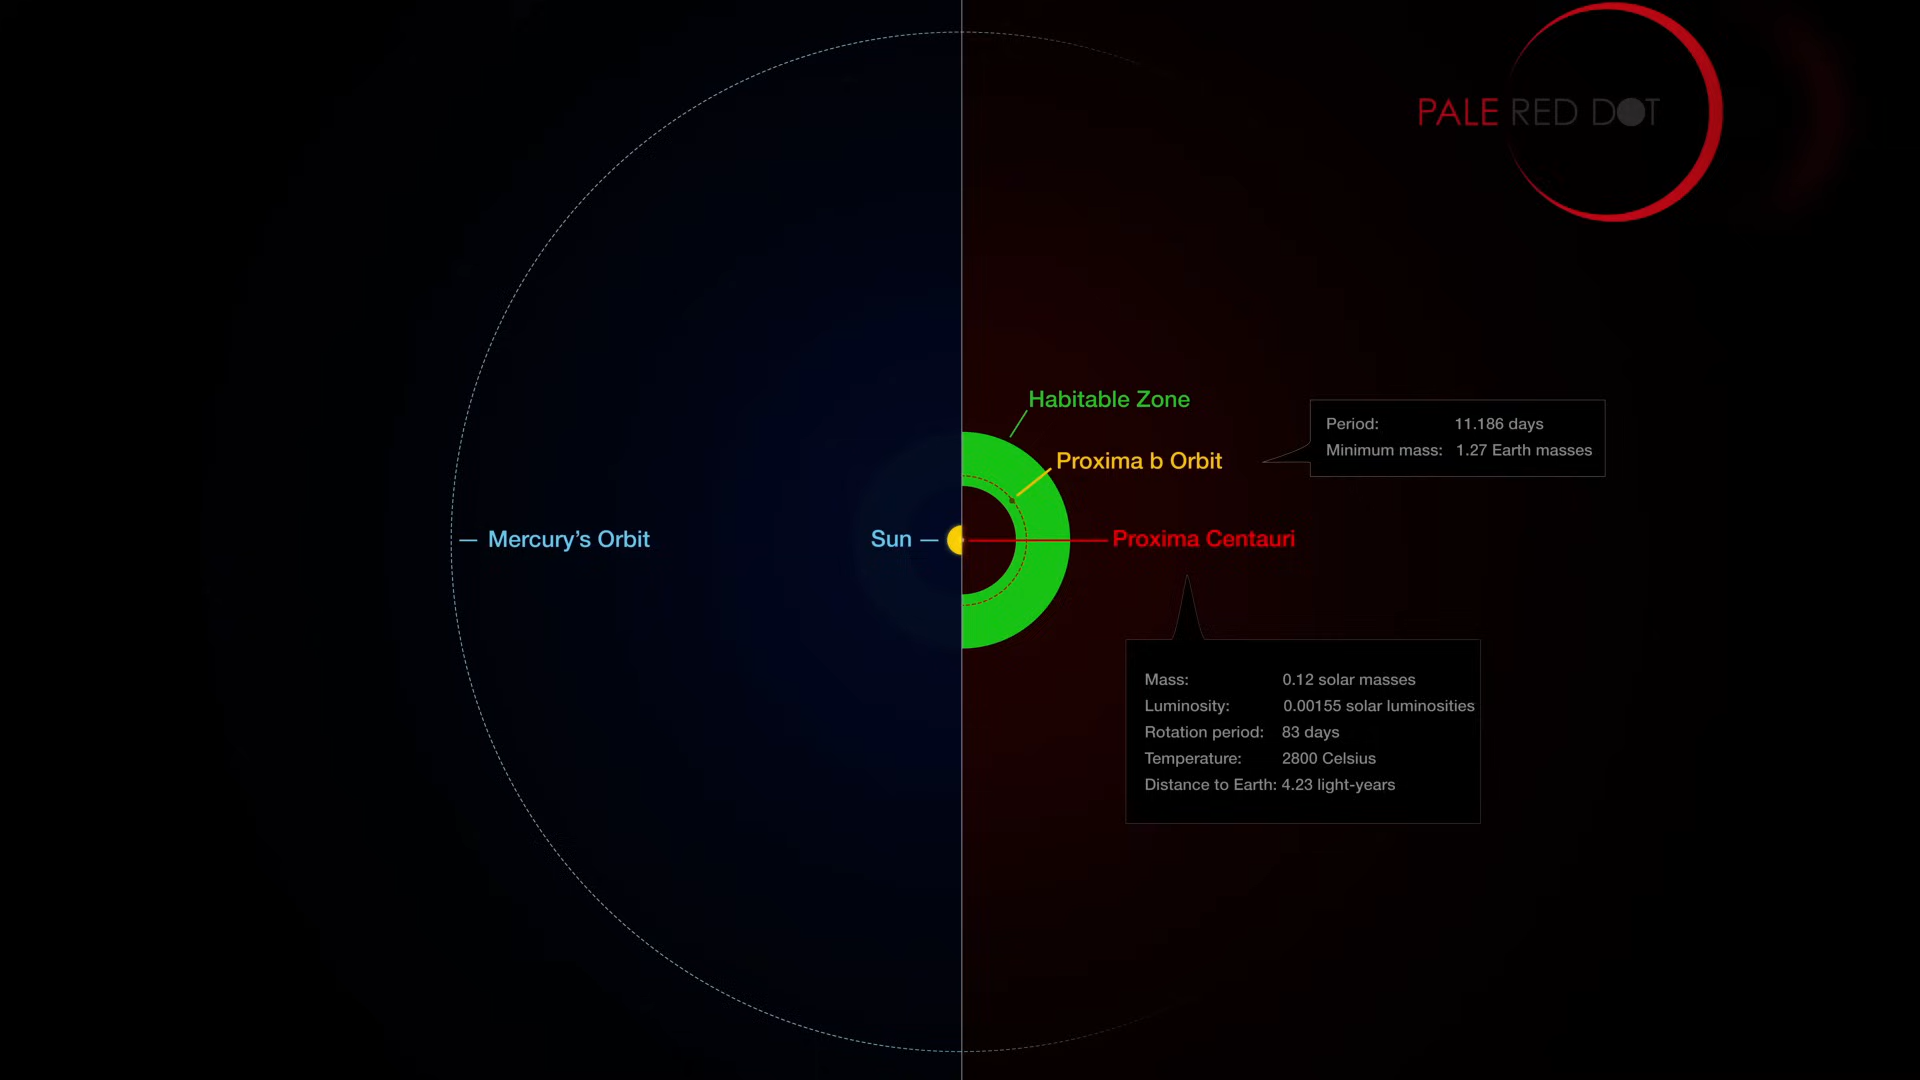 PALE RED DOT
Habitable Zone
Proxima b Orbit
Period: 11.186 days
Minimum mass: 1.27 Earth masses
Mercury’s Orbit
Sun
Proxima Centauri
Mass: 0.12 solar masses
Luminosity: 0.00155 solar luminosities
Rotation period: 83 days
Temperature: 2800 Celsius
Distance to Earth: 4.23 light-years